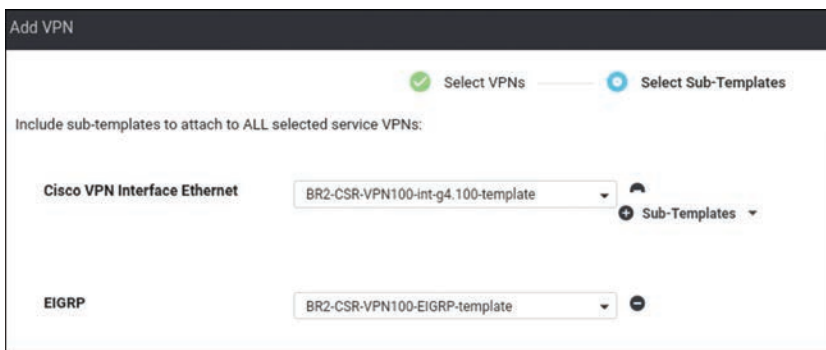 Add VPN
Select VPNs
Select Sub-Templates
Include sub-templates to attach to ALL selected service VPNs:
Cisco VPN Interface Ethernet
BR2-CSR-VPN100-int-g4.100-template
Sub-Templates
EIGRP
BR2-CSR-VPN100-EIGRP-template